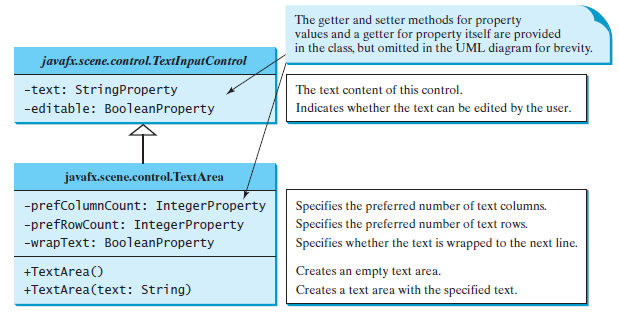 The getter and setter methods for property
values and a getter for property itself are provided
in the class, but omitted in the UML diagram for brevity.
javafx.scene.control.TextInputControl
-text: StringProperty
-editable: BooleanProperty
The text content of this control.
Indicates whether the text can be edited by the user.
javafx.scene.control.TextArea
-prefColumnCount: IntegerProperty
-prefRowCount: IntegerProperty
-wrapText: BooleanProperty
Specifies the preferred number of text columns.
Specifies the preferred number of text rows.
Specifies whether the text is wrapped to the next line.
+TextArea()
+TextArea(text: String)
Creates an empty text area.
Creates a text area with the specified text.